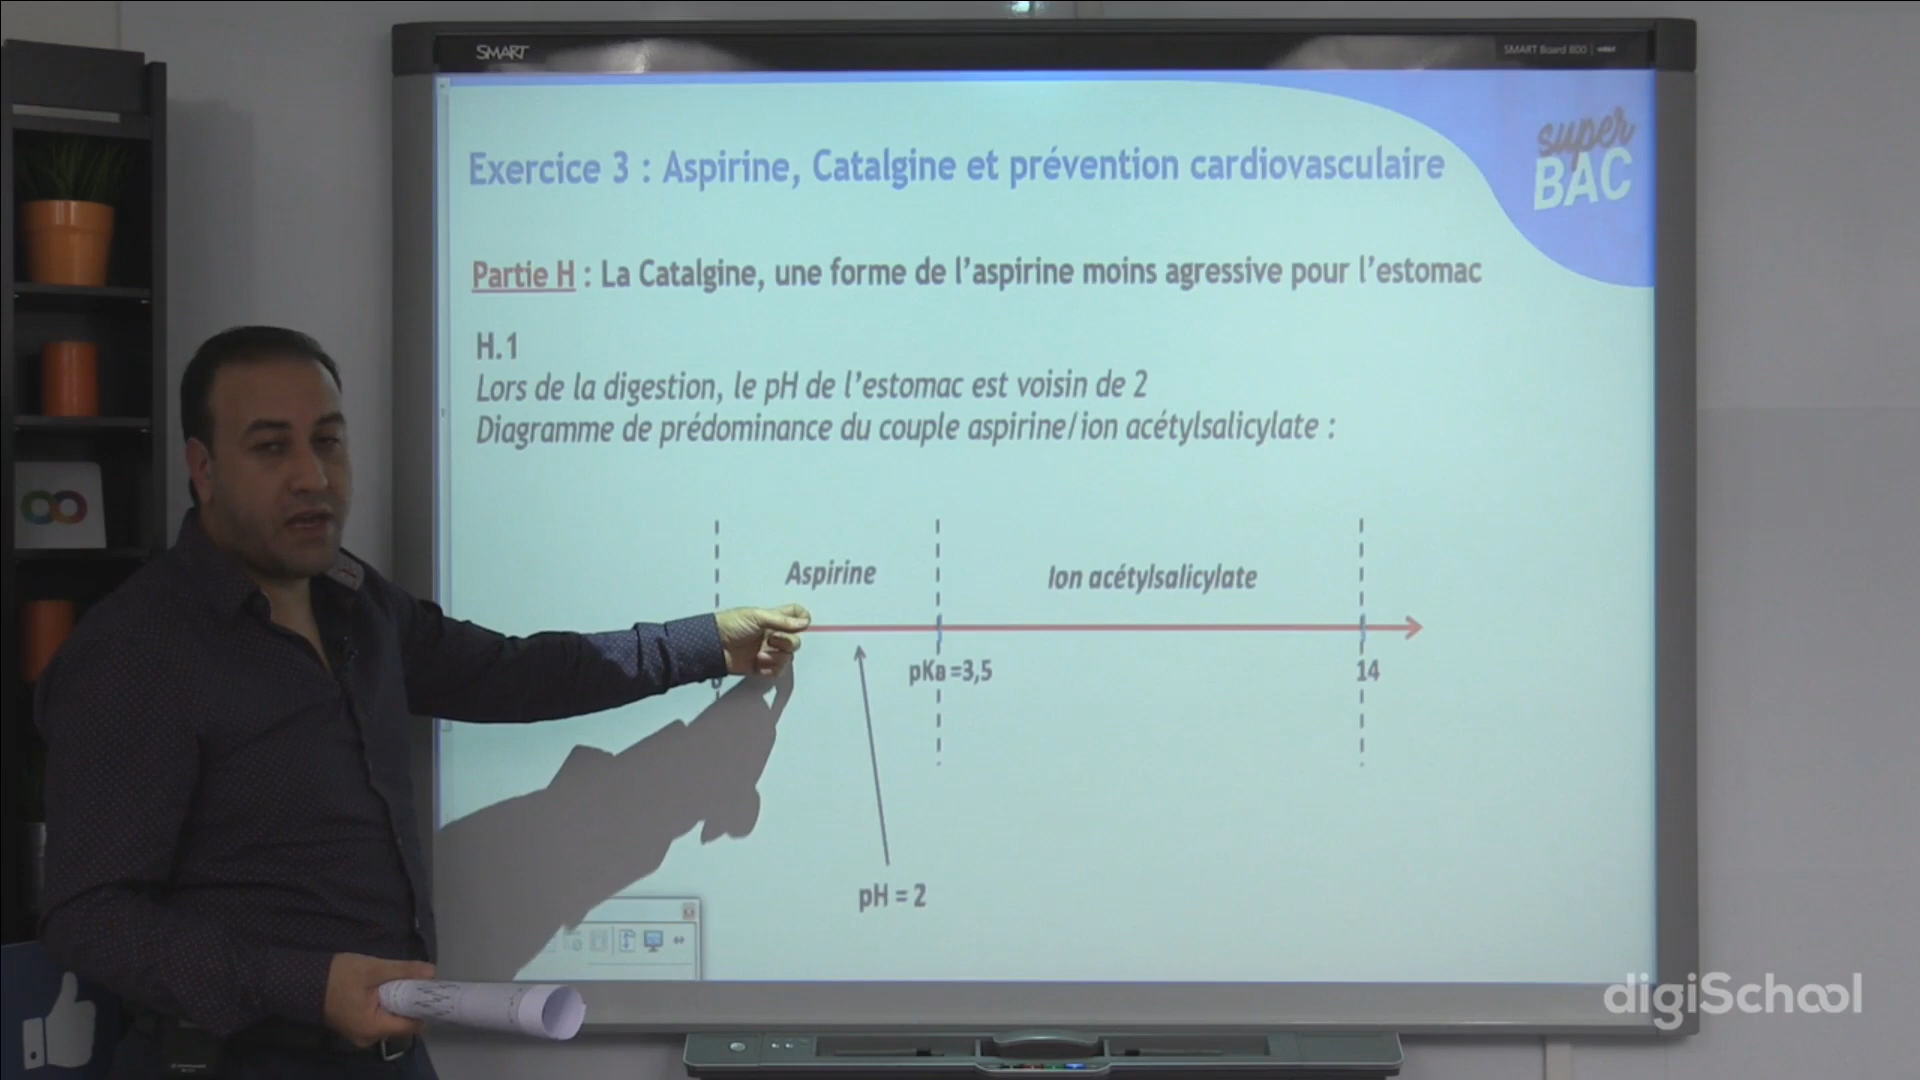 SMART
SMART Board 800
super
BAC
Exercice 3 : Aspirine, Catalgine et prévention cardiovasculaire
Partie H : La Catalgine, une forme de l'aspirine moins agressive pour l'estomac
H.1
Lors de la digestion, le pH de l'estomac est voisin de 2
Diagramme de prédominance du couple aspirine/ion acétylsalicylate :
Aspirine
Ion acétylsalicylate
pKa =3,5
14
pH = 2
digiSchool